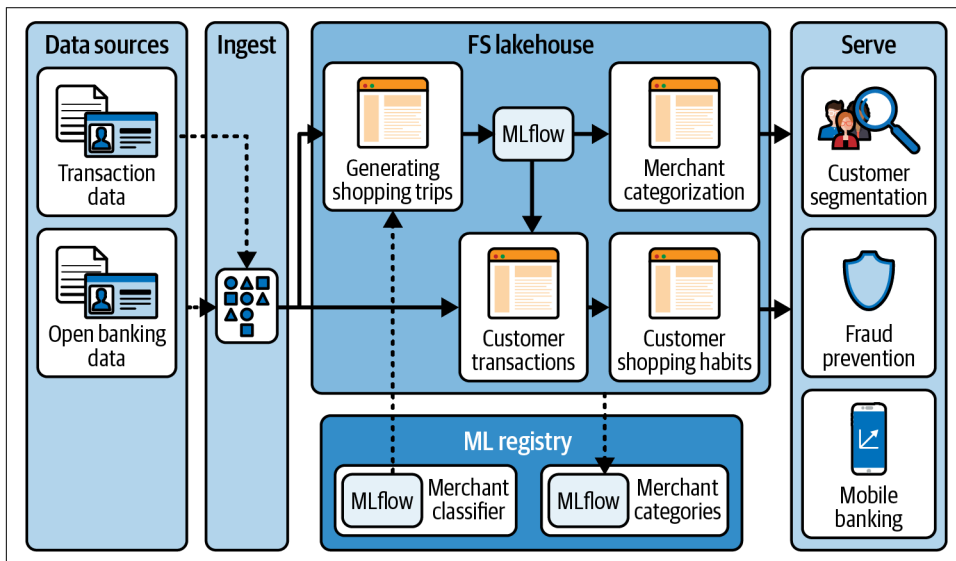 Data sources
Transaction
data
Open banking
data
Ingest
FS lakehouse
Generating
shopping trips
MLflow
Merchant
categorization
Customer
transactions
Customer
shopping habits
ML registry
MLflow
Merchant
classifier
MLflow
Merchant
categories
Serve
Customer
segmentation
Fraud
prevention
Mobile
banking